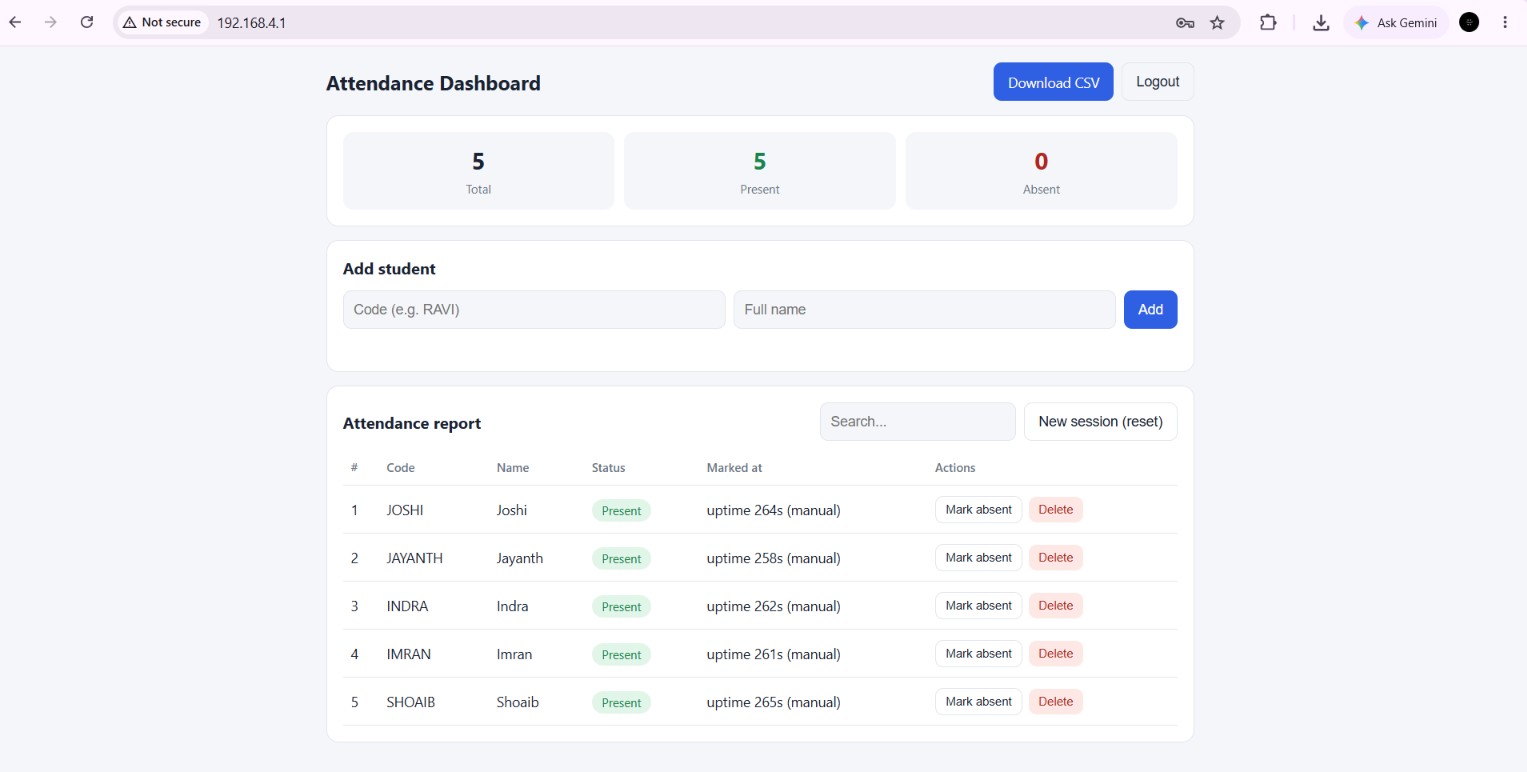 Not secure 192.168.4.1 Ask Gemini
Attendance Dashboard Download CSV Logout
5 5 0
Total Present Absent
Add student
Code (e.g. RAVI) Full name Add
Attendance report Search... New session (reset)
# Code Name Status Marked at Actions
1 JOSHI Joshi Present uptime 264s (manual) Mark absent Delete
2 JAYANTH Jayanth Present uptime 258s (manual) Mark absent Delete
3 INDRA Indra Present uptime 262s (manual) Mark absent Delete
4 IMRAN Imran Present uptime 261s (manual) Mark absent Delete
5 SHOAIB Shoaib Present uptime 265s (manual) Mark absent Delete